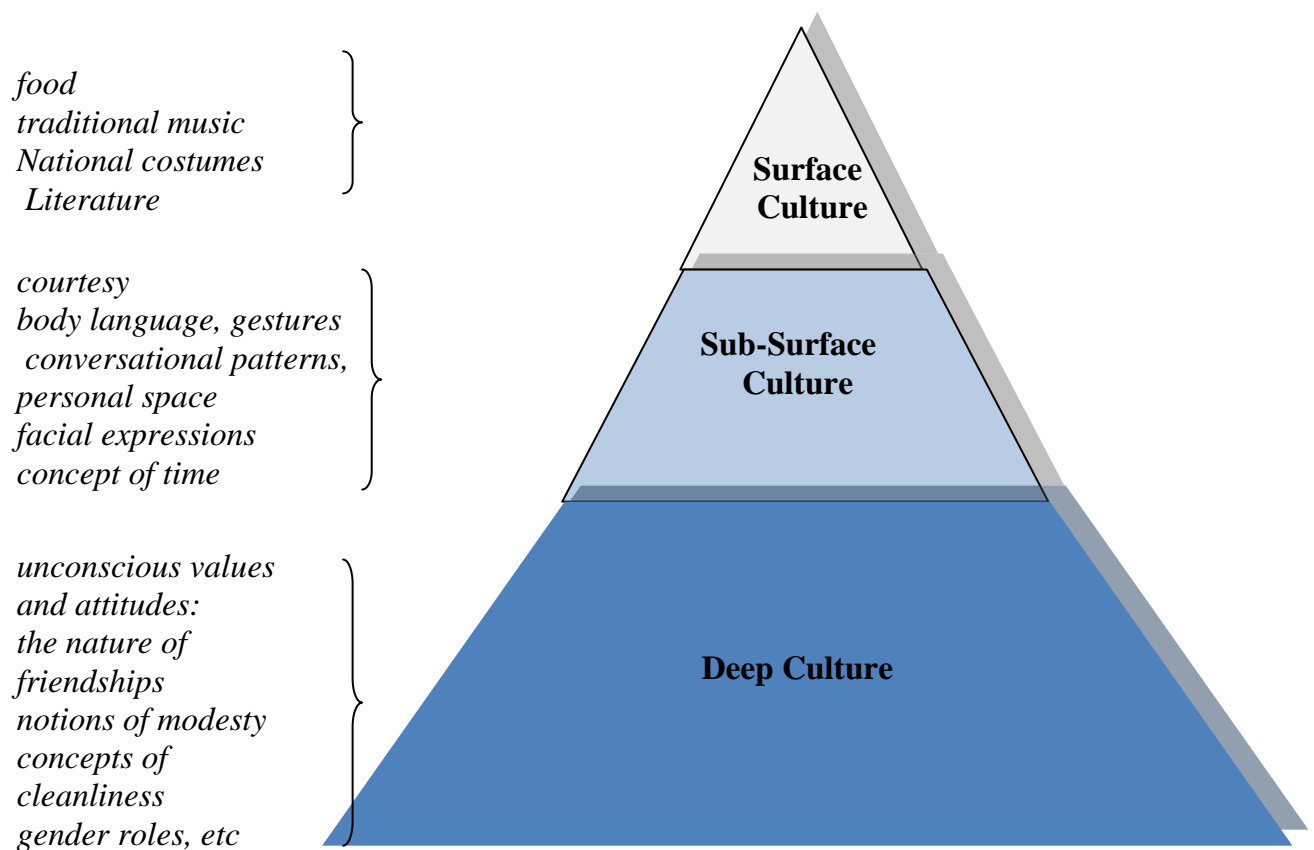 food
traditional music
National costumes
Literature
Surface
Culture
courtesy
body language, gestures
conversational patterns,
personal space
facial expressions
concept of time
Sub-Surface
Culture
unconscious values
and attitudes:
the nature of
friendships
notions of modesty
concepts of
cleanliness
gender roles, etc
Deep Culture